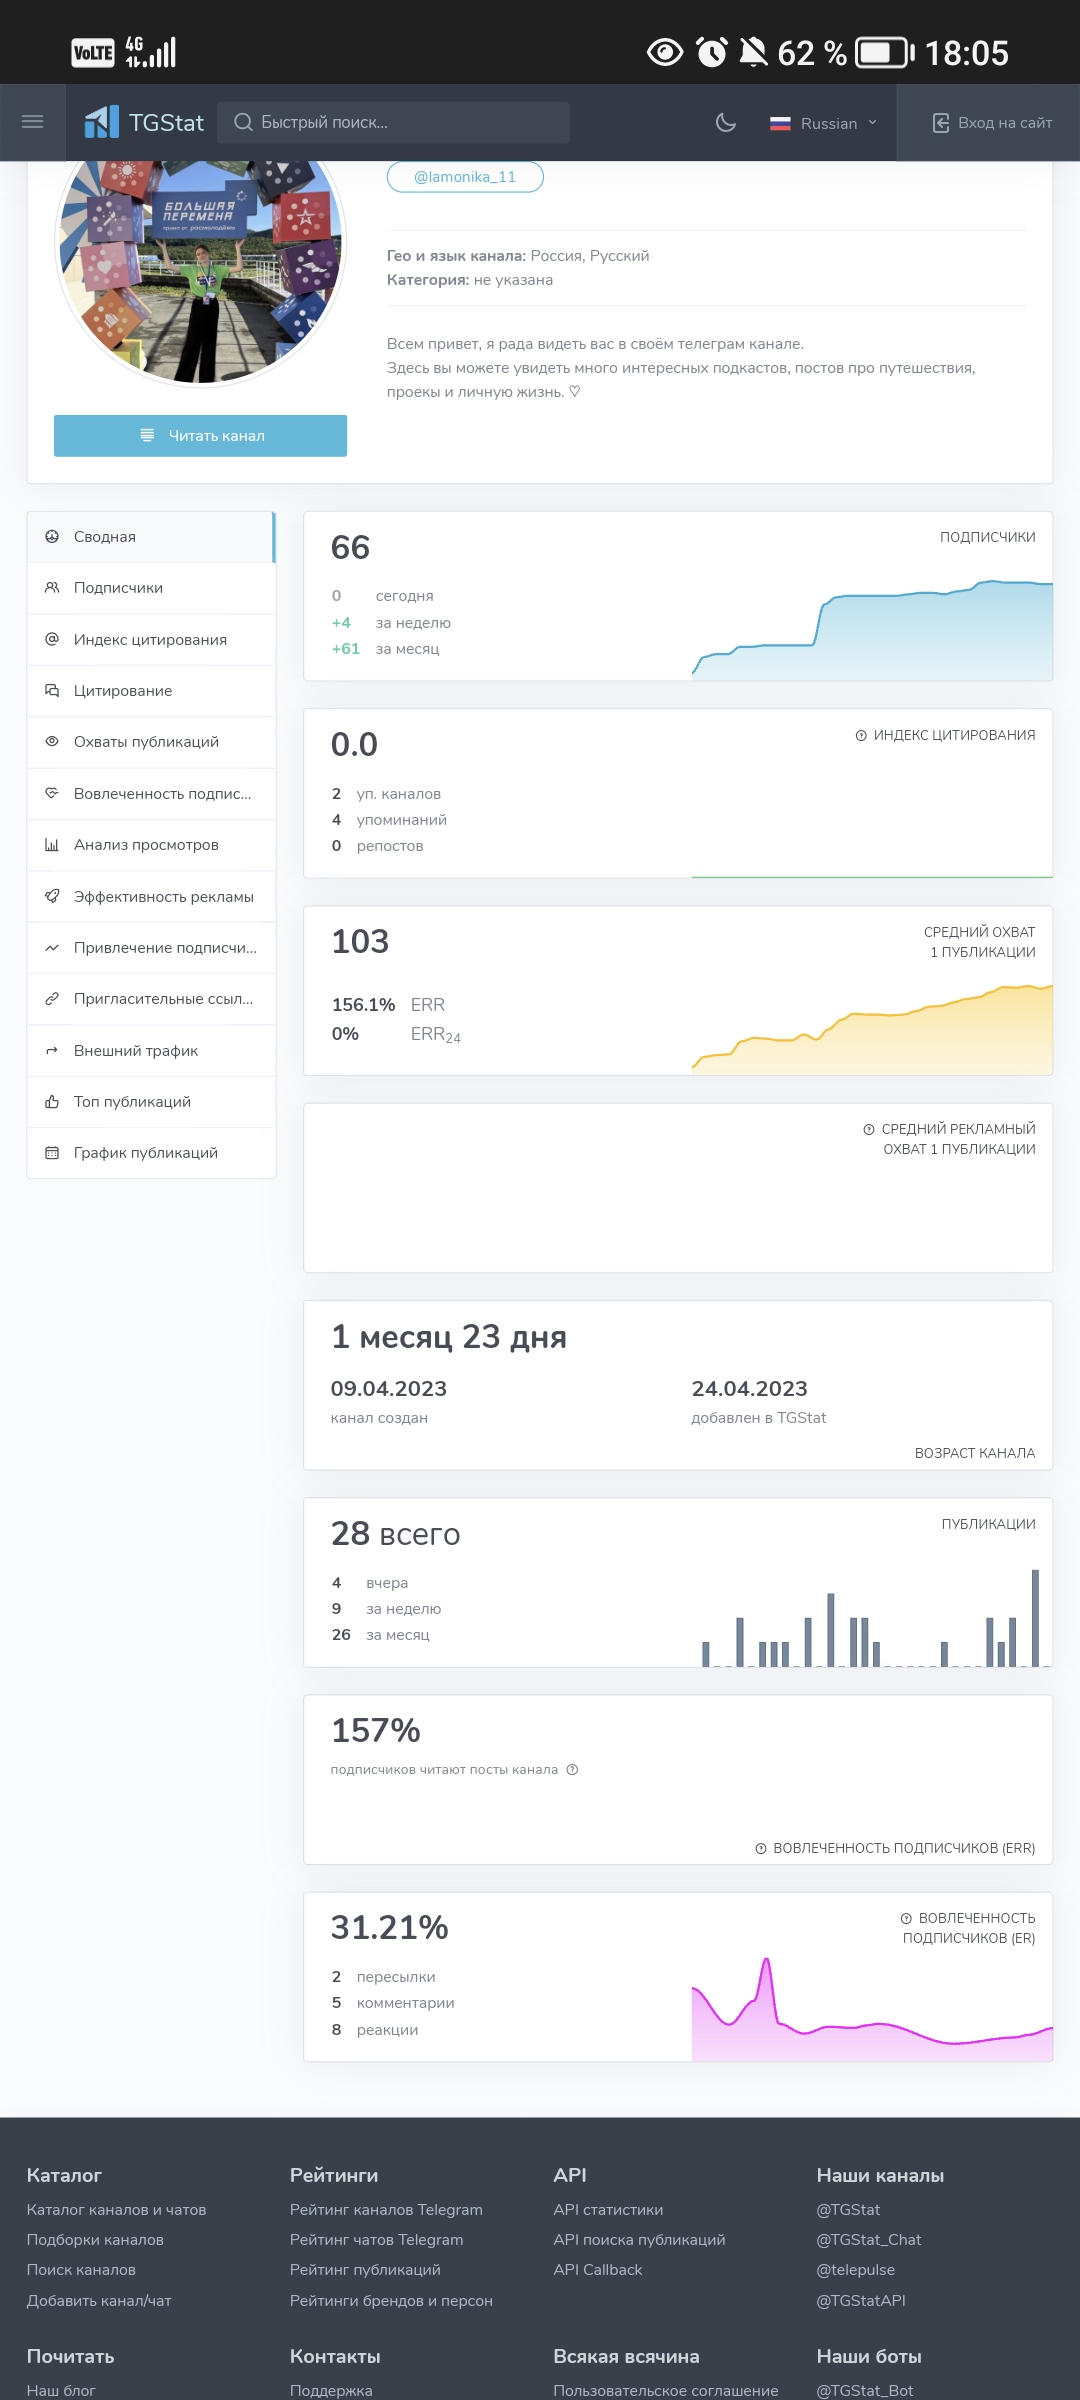 VoLTE 4G 62 % 18:05
TGStat Быстрый поиск... Russian Вход на сайт
@lamonika_11
БОЛЬШАЯ
ПЕРЕМЕНА
проект от росмолодёжь
Гео и язык канала: Россия, Русский
Категория: не указана
Всем привет, я рада видеть вас в своём телеграм канале.
Здесь вы можете увидеть много интересных подкастов, постов про путешествия,
проекы и личную жизнь. ♡
Читать канал
Сводная
Подписчики
Индекс цитирования
Цитирование
Охваты публикаций
Вовлеченность подпис...
Анализ просмотров
Эффективность рекламы
Привлечение подписчи...
Пригласительные ссыл...
Внешний трафик
Топ публикаций
График публикаций
66 ПОДПИСЧИКИ
0 сегодня
+4 за неделю
+61 за месяц
0.0 ИНДЕКС ЦИТИРОВАНИЯ
2 уп. каналов
4 упоминаний
0 репостов
103 СРЕДНИЙ ОХВАТ
1 ПУБЛИКАЦИИ
156.1% ERR
0% ERR24
СРЕДНИЙ РЕКЛАМНЫЙ
ОХВАТ 1 ПУБЛИКАЦИИ
1 месяц 23 дня
09.04.2023 24.04.2023
канал создан добавлен в TGStat
ВОЗРАСТ КАНАЛА
28 всего ПУБЛИКАЦИИ
4 вчера
9 за неделю
26 за месяц
157%
подписчиков читают посты канала
ВОВЛЕЧЕННОСТЬ ПОДПИСЧИКОВ (ERR)
31.21% ВОВЛЕЧЕННОСТЬ
ПОДПИСЧИКОВ (ER)
2 пересылки
5 комментарии
8 реакции
Каталог Рейтинги API Наши каналы
Каталог каналов и чатов Рейтинг каналов Telegram API статистики @TGStat
Подборки каналов Рейтинг чатов Telegram API поиска публикаций @TGStat_Chat
Поиск каналов Рейтинг публикаций API Callback @telepulse
Добавить канал/чат Рейтинги брендов и персон @TGStatAPI
Почитать Контакты Всякая всячина Наши боты
Наш блог Поддержка Пользовательское соглашение @TGStat_Bot